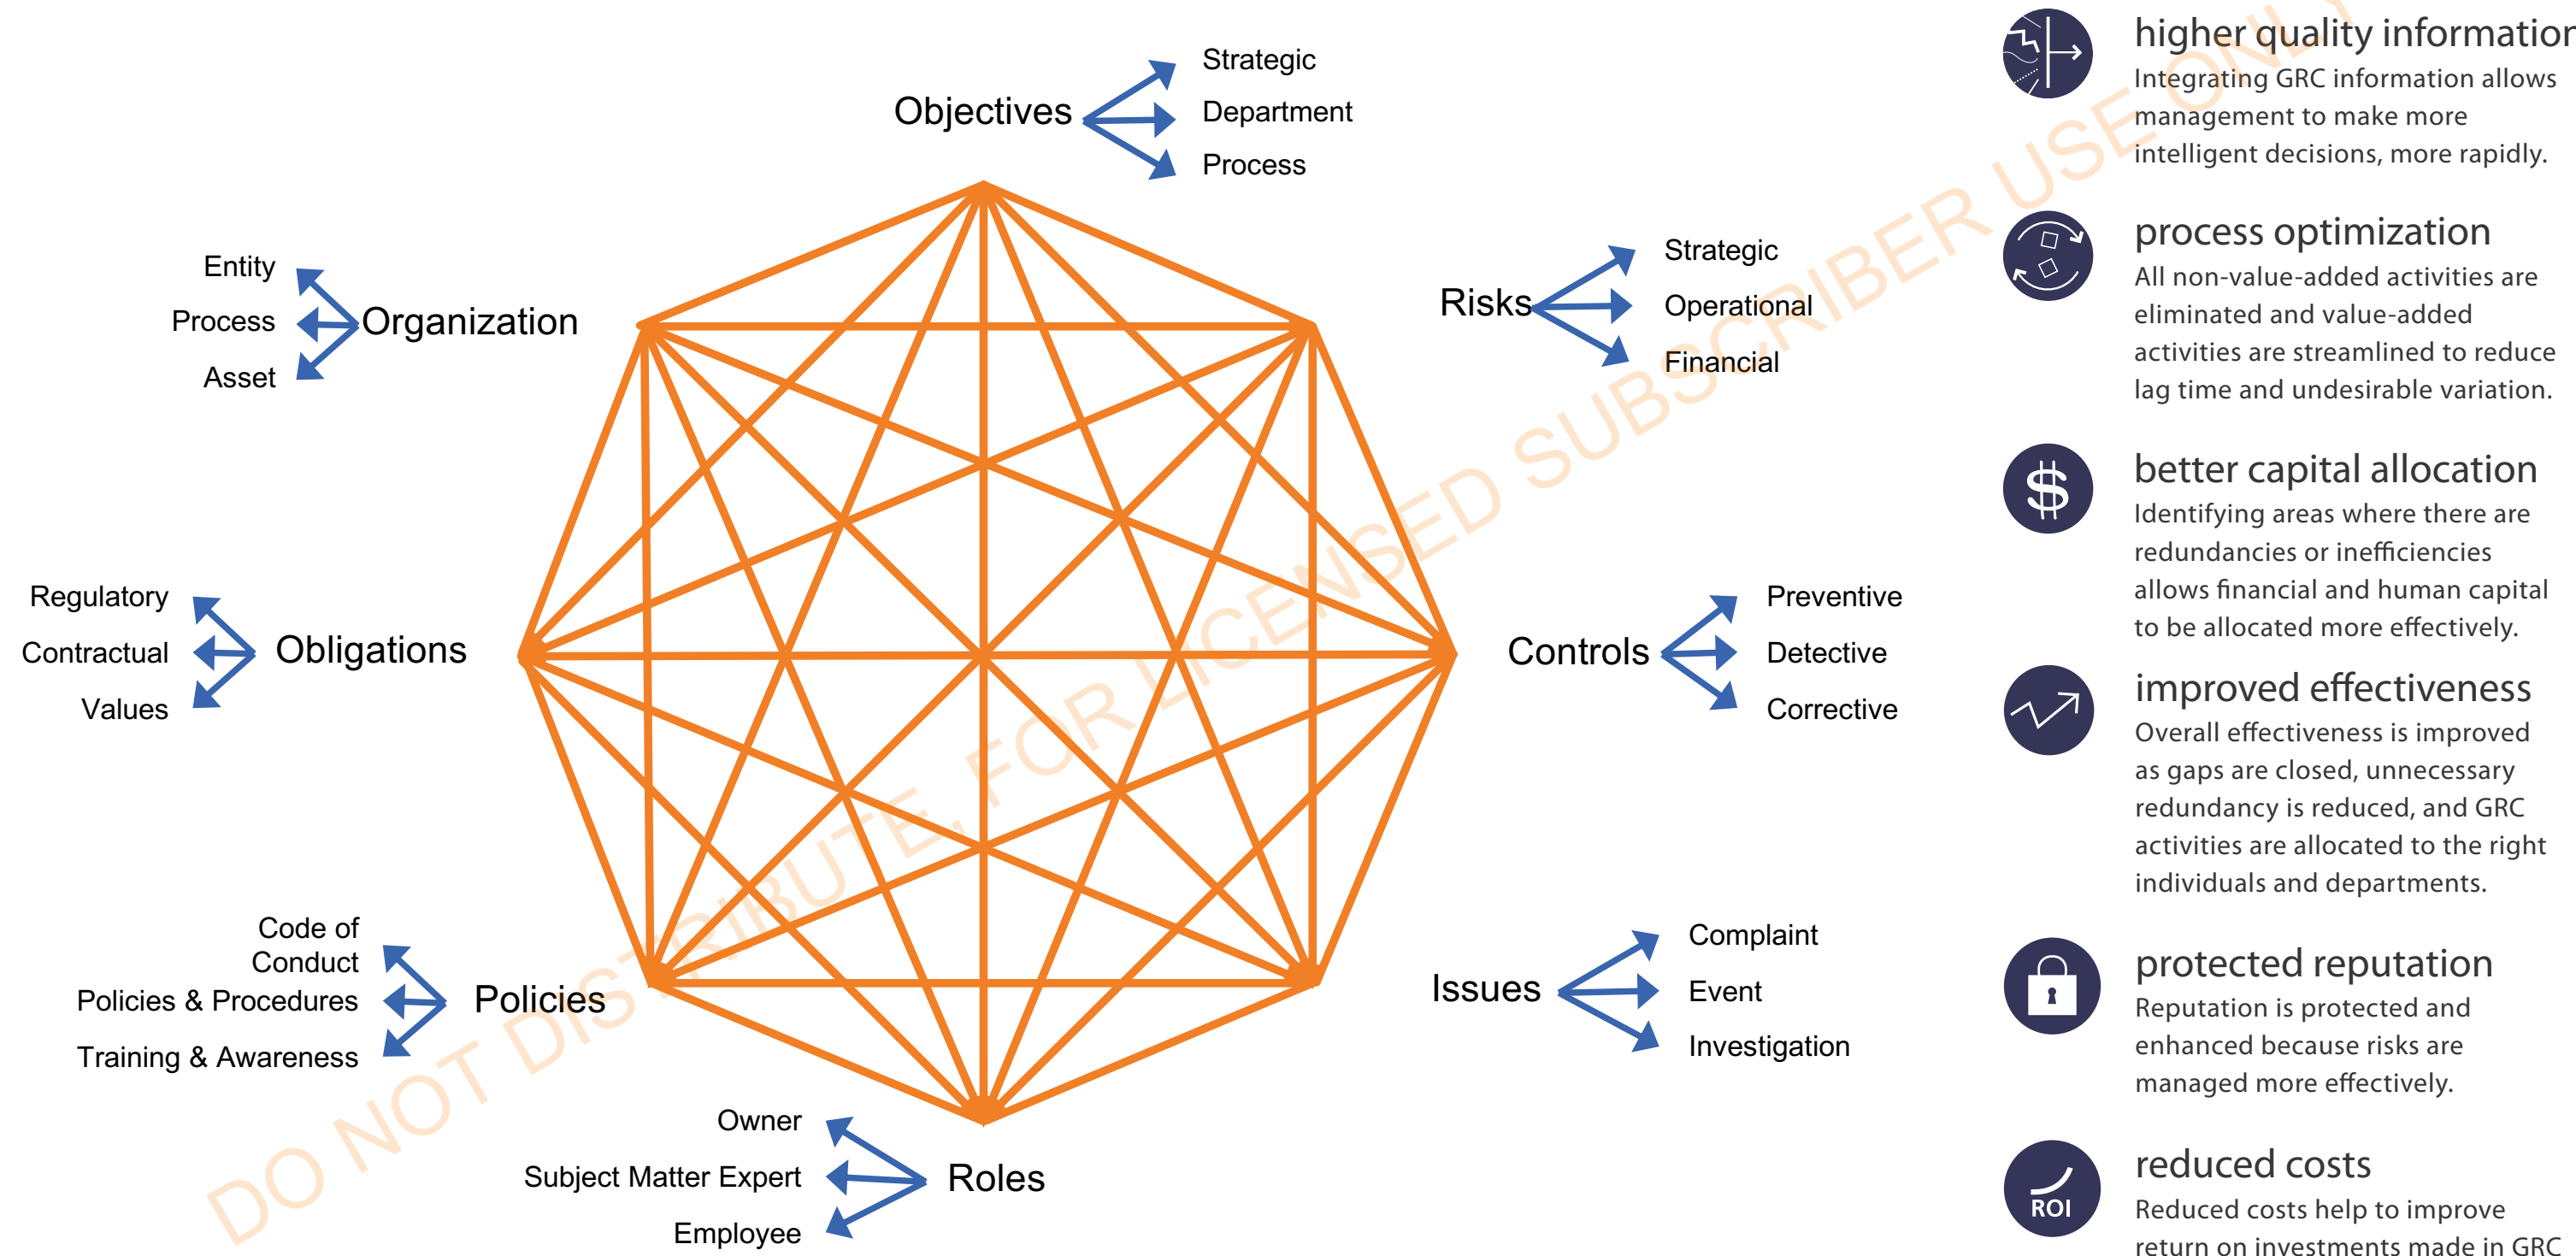 Objectives
Strategic
Department
Process
Risks
Strategic
Operational
Financial
Controls
Preventive
Detective
Corrective
Issues
Complaint
Event
Investigation
Roles
Owner
Subject Matter Expert
Employee
Policies
Code of
Conduct
Policies & Procedures
Training & Awareness
Obligations
Regulatory
Contractual
Values
Organization
Entity
Process
Asset
higher quality information
Integrating GRC information allows
management to make more
intelligent decisions, more rapidly.
process optimization
All non-value-added activities are
eliminated and value-added
activities are streamlined to reduce
lag time and undesirable variation.
$
better capital allocation
Identifying areas where there are
redundancies or inefficiencies
allows financial and human capital
to be allocated more effectively.
improved effectiveness
Overall effectiveness is improved
as gaps are closed, unnecessary
redundancy is reduced, and GRC
activities are allocated to the right
individuals and departments.
protected reputation
Reputation is protected and
enhanced because risks are
managed more effectively.
ROI
reduced costs
Reduced costs help to improve
return on investments made in GRC
DO NOT DISTRIBUTE, FOR LICENSED SUBSCRIBER USE ONLY